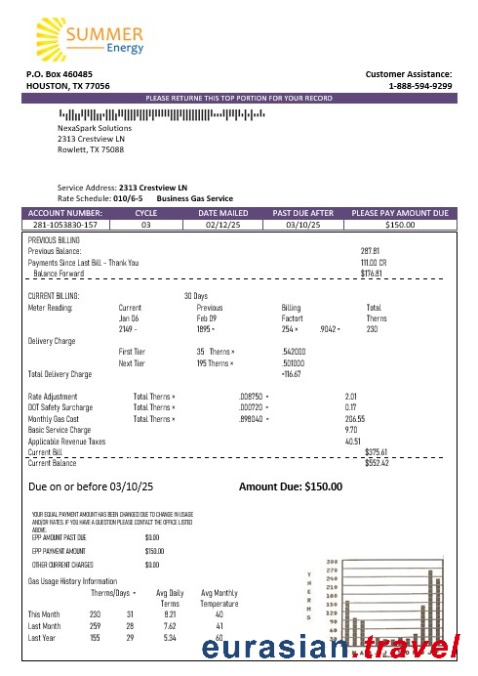 SUMMER
Energy
P.O. Box 460485
HOUSTON, TX 77056
Customer Assistance:
1-888-594-9299
PLEASE RETURNE THIS TOP PORTION FOR YOUR RECORD
NexaSpark Solutions
2313 Crestview LN
Rowlett, TX 75088
Service Address: 2313 Crestview LN
Rate Schedule: 010/6-5 Business Gas Service
ACCOUNT NUMBER: CYCLE DATE MAILED PAST DUE AFTER PLEASE PAY AMOUNT DUE
281-1053830-157 03 02/12/25 03/10/25 $150.00
PREVIOUS BILLING
Previous Balance: 287.81
Payments Since Last Bill - Thank You 111.00 CR
Balance Forward $176.81
CURRENT BILLING: 30 Days
Meter Reading: Current Previous Billing Total
Jan 06 Feb 09 Factort Therns
2149 - 1895 = 254 × .9042 = 230
Delivery Charge
First Tier 35 Therns × .542000
Next Tier 195 Therns × .501000
Total Delivery Charge =116.67
Rate Adjustment Total Therns × .008750 = 2.01
DOT Safety Surcharge Total Therns × .000720 = 0.17
Monthly Gas Cost Total Therns × .898040 = 206.55
Basic Service Charge 9.70
Applicable Revenue Taxes 40.51
Current Bill $375.61
Current Balance $552.42
Due on or before 03/10/25 Amount Due: $150.00
YOUR EQUAL PAYMENT AMOUNT HAS BEEN CHANGED DUE TO CHANGE IN USAGE
AND/OR RATES. IF YOU HAVE A QUESTION PLEASE CONTACT THE OFFICE LISTED
ABOVE.
EPP AMOUNT PAST DUE $0.00
EPP PAYMENT AMOUNT $150.00
OTHER CURRENT CHARGES $0.00
Gas Usage History Information
Therms/Days = Avg Daily Avg Monthly
Terms Temperature
This Month 230 31 8.21 40
Last Month 259 28 7.62 41
Last Year 155 29 5.34 60
300
270
240
210
180
150
120
90
60
30
eurasian.travel